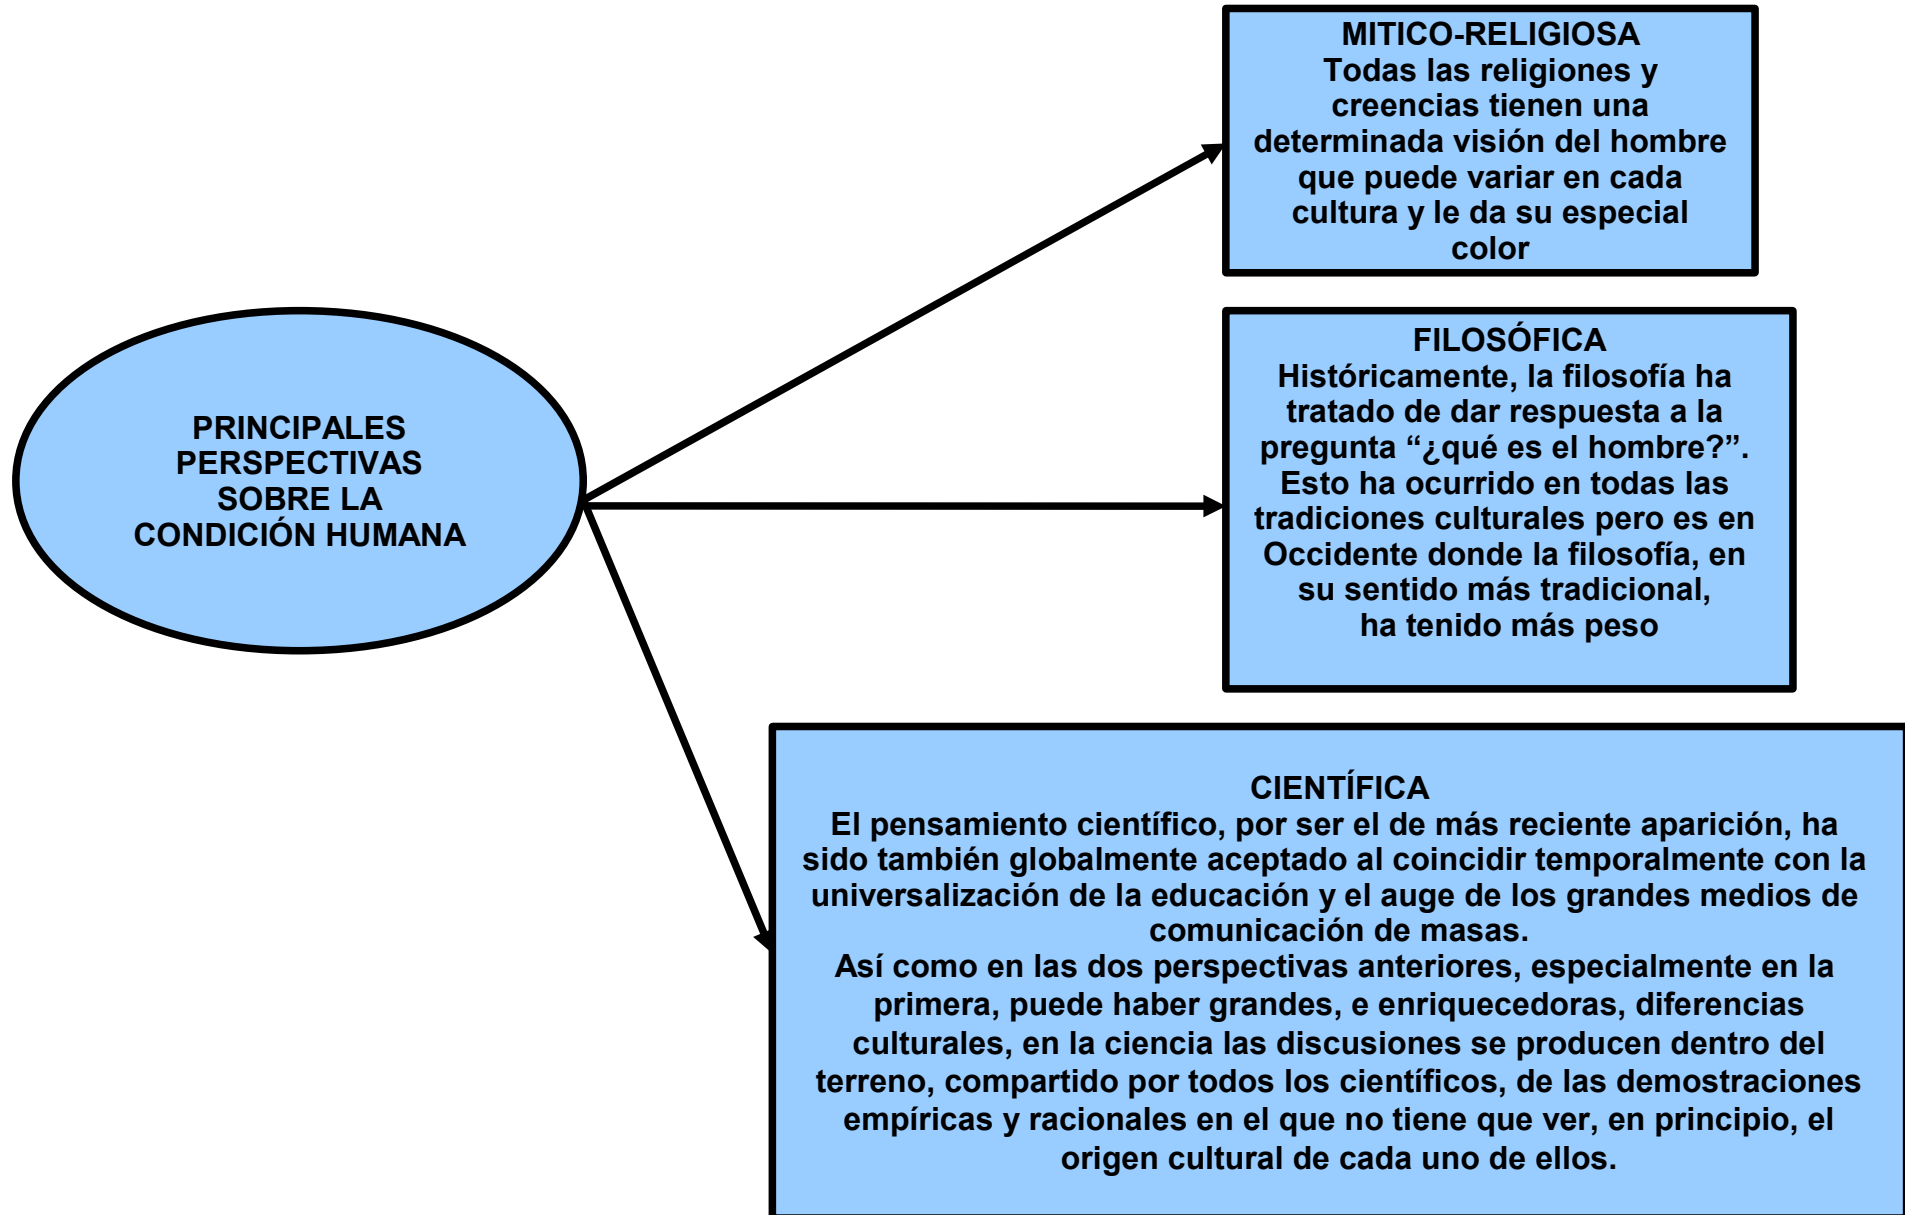 PRINCIPALES
PERSPECTIVAS
SOBRE LA
CONDICIÓN HUMANA
MITICO-RELIGIOSA
Todas las religiones y
creencias tienen una
determinada visión del hombre
que puede variar en cada
cultura y le da su especial
color
FILOSÓFICA
Históricamente, la filosofía ha
tratado de dar respuesta a la
pregunta “¿qué es el hombre?”.
Esto ha ocurrido en todas las
tradiciones culturales pero es en
Occidente donde la filosofía, en
su sentido más tradicional,
ha tenido más peso
CIENTÍFICA
El pensamiento científico, por ser el de más reciente aparición, ha
sido también globalmente aceptado al coincidir temporalmente con la
universalización de la educación y el auge de los grandes medios de
comunicación de masas.
Así como en las dos perspectivas anteriores, especialmente en la
primera, puede haber grandes, e enriquecedoras, diferencias
culturales, en la ciencia las discusiones se producen dentro del
terreno, compartido por todos los científicos, de las demostraciones
empíricas y racionales en el que no tiene que ver, en principio, el
origen cultural de cada uno de ellos.